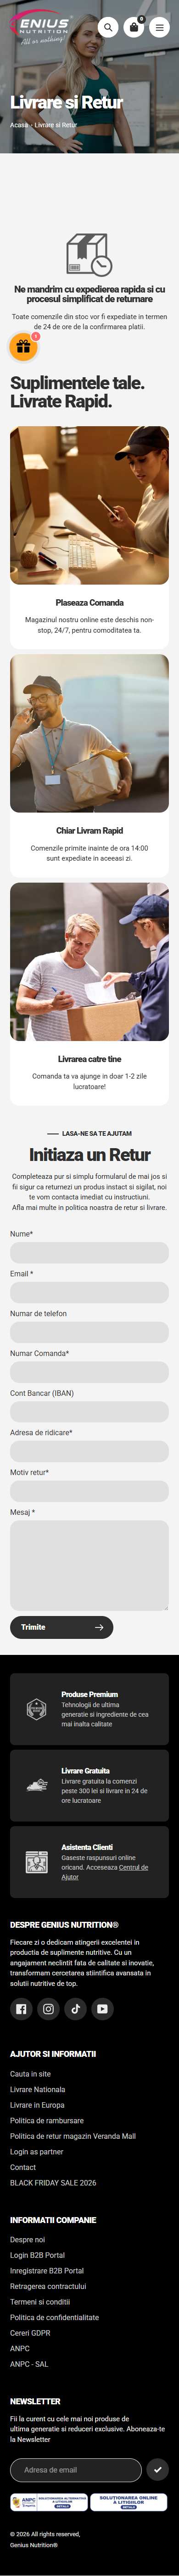 GENIUS
NUTRITION
All or nothing!
0
Livrare si Retur
Acasă › Livrare si Retur
Ne mandrim cu expedierea rapida si cu
procesul simplificat de returnare
Toate comenzile din stoc vor fi expediate in termen
de 24 de ore de la confirmarea platii.
1
Suplimentele tale.
Livrate Rapid.
Plaseaza Comanda
Magazinul nostru online este deschis non-
stop, 24/7, pentru comoditatea ta.
Chiar Livram Rapid
Comenzile primite inainte de ora 14:00
sunt expediate in aceeasi zi.
Livrarea catre tine
Comanda ta va ajunge in doar 1-2 zile
lucratoare!
LASA-NE SA TE AJUTAM
Initiaza un Retur
Completeaza pur si simplu formularul de mai jos si
fii sigur ca returnezi un produs intact si sigilat, noi
te vom contacta imediat cu instructiuni.
Afla mai multe in politica noastra de retur si livrare.
Nume*
Email *
Numar de telefon
Numar Comanda*
Cont Bancar (IBAN)
Adresa de ridicare*
Motiv retur*
Mesaj *
Trimite
Produse Premium
Tehnologii de ultima
generatie si ingrediente de cea
mai inalta calitate
Livrare Gratuita
Livrare gratuita la comenzi
peste 300 lei si livrare in 24 de
ore lucratoare
Asistenta Clienti
Gaseste raspunsuri online
oricand. Acceseaza Centrul de
Ajutor
DESPRE GENIUS NUTRITION®
Fiecare zi o dedicam atingerii excelentei in
productia de suplimente nutritive. Cu un
angajament neclintit fata de calitate si inovatie,
transformam cercetarea stiintifica avansata in
solutii nutritive de top.
AJUTOR SI INFORMATII
Cauta in site
Livrare Nationala
Livrare in Europa
Politica de rambursare
Politica de retur magazin Veranda Mall
Login as partner
Contact
BLACK FRIDAY SALE 2026
INFORMATII COMPANIE
Despre noi
Login B2B Portal
Inregistrare B2B Portal
Retragerea contractului
Termeni si conditii
Politica de confidentialitate
Cereri GDPR
ANPC
ANPC - SAL
NEWSLETTER
Fii la curent cu cele mai noi produse de
ultima generatie si reduceri exclusive. Aboneaza-te
la Newsletter
Adresa de email
ANPC
SOLUȚIONAREA ALTERNATIVĂ
A LITIGIILOR
DETALII
SOLUȚIONAREA ONLINE
A LITIGIILOR
DETALII
© 2026 All rights reserved,
Genius Nutrition®